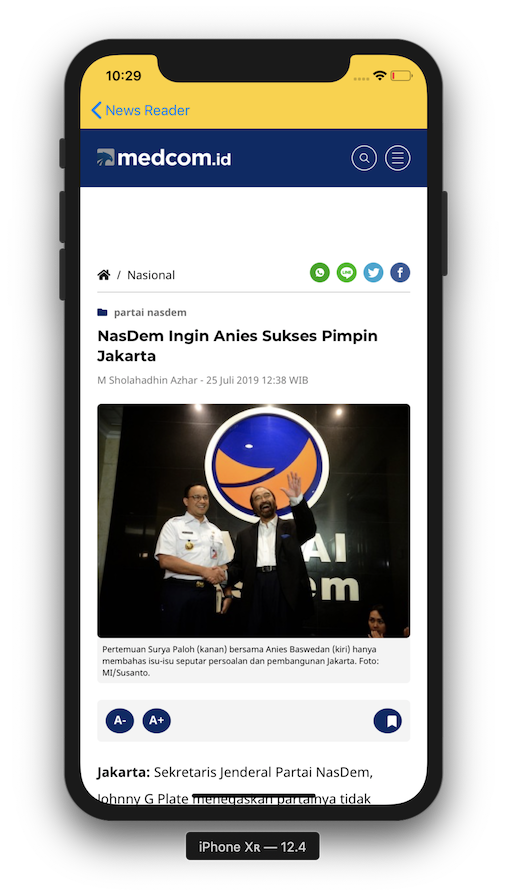 10:29
News Reader
medcom.id
/ Nasional
partai nasdem
NasDem Ingin Anies Sukses Pimpin
Jakarta
M Sholahadhin Azhar - 25 Juli 2019 12:38 WIB
Pertemuan Surya Paloh (kanan) bersama Anies Baswedan (kiri) hanya
membahas isu-isu seputar persoalan dan pembangunan Jakarta. Foto:
MI/Susanto.
A- A+
Jakarta: Sekretaris Jenderal Partai NasDem,
Johnny G Plate menegaskan partainya tidak
iPhone Xʀ — 12.4